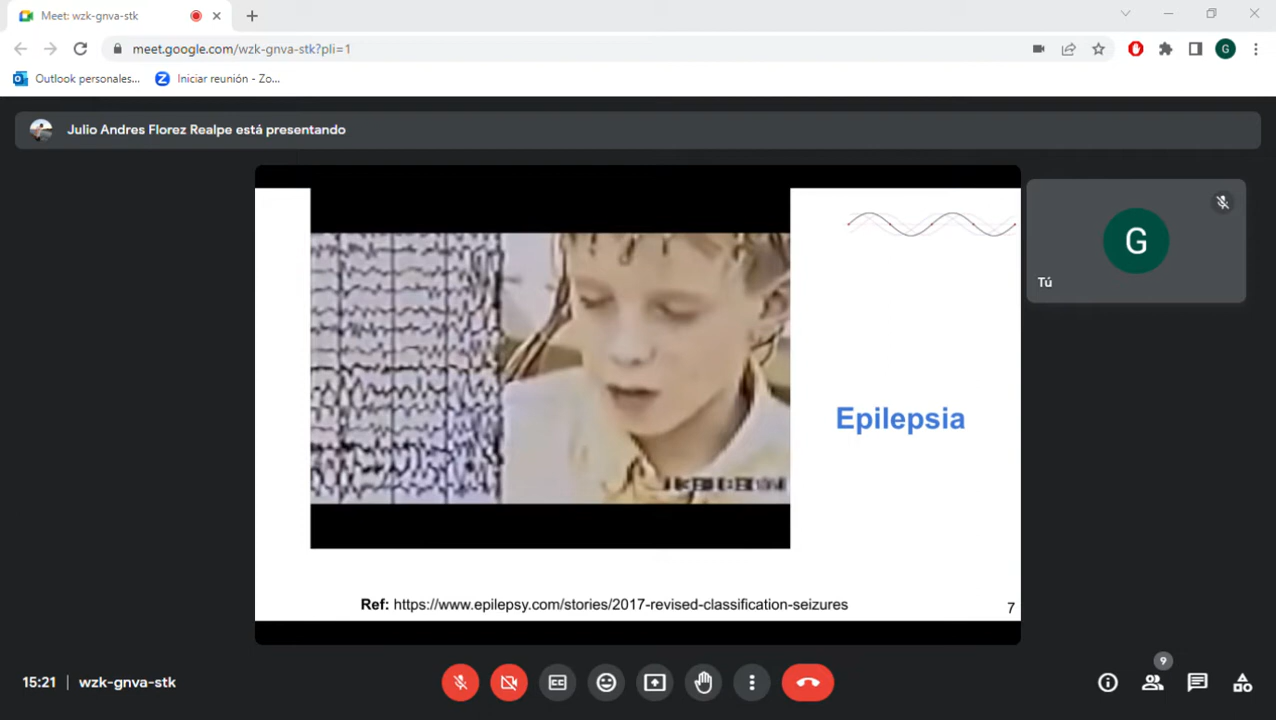 Meet: wzk-gnva-stk
meet.google.com/wzk-gnva-stk?pli=1
G
Outlook personales...
Iniciar reunión - Zo...
Julio Andres Florez Realpe está presentando
G
Tú
Epilepsia
Ref: https://www.epilepsy.com/stories/2017-revised-classification-seizures
7
9
15:21 | wzk-gnva-stk